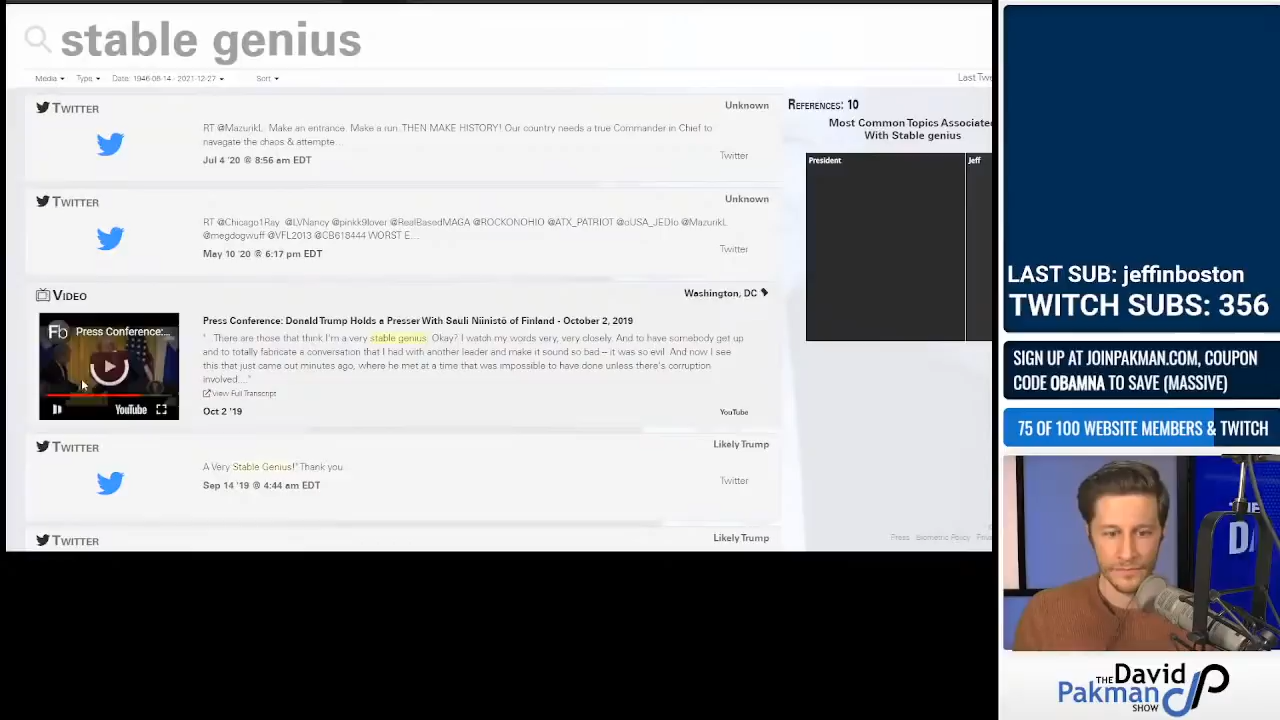 stable genius
Media Type Date: 1946-06-14 - 2021-12-27 Sort
Last Twe
TWITTER
Unknown
RT @MazurikL: Make an entrance. Make a run. THEN MAKE HISTORY! Our country needs a true Commander in Chief to
navagate the chaos & attempte…
Twitter
Jul 4 '20 @ 8:56 am EDT
TWITTER
Unknown
RT @Chicago1Ray: @LVNancy @pinkk9lover @RealBasedMAGA @ROCKONOHIO @ATX_PATRIOT @oUSA_JEDIo @MazurikL
@megdogwuff @VFL2013 @CB618444 WORST E…
Twitter
May 10 '20 @ 6:17 pm EDT
VIDEO
Washington, DC
Fb Press Conference:...
YouTube
Press Conference: Donald Trump Holds a Presser With Sauli Niinistö of Finland - October 2, 2019
" There are those that think I'm a very stable genius. Okay? I watch my words very, very closely. And to have somebody get up
and to totally fabricate a conversation that I had with another leader and make it sound so bad – it was so evil. And now I see
this that just came out minutes ago, where he met at a time that was impossible to have done unless there's corruption
involved...."
View Full Transcript
Oct 2 '19
YouTube
TWITTER
Likely Trump
A Very Stable Genius!" Thank you.
Twitter
Sep 14 '19 @ 4:44 am EDT
TWITTER
Likely Trump
REFERENCES: 10
Most Common Topics Associate
With Stable genius
President
Jeff
Press Biometric Policy
LAST SUB: jeffinboston
TWITCH SUBS: 356
SIGN UP AT JOINPAKMAN.COM, COUPON
CODE OBAMNA TO SAVE (MASSIVE)
75 OF 100 WEBSITE MEMBERS & TWITCH
THE
DA
THE David
Pakman
SHOW